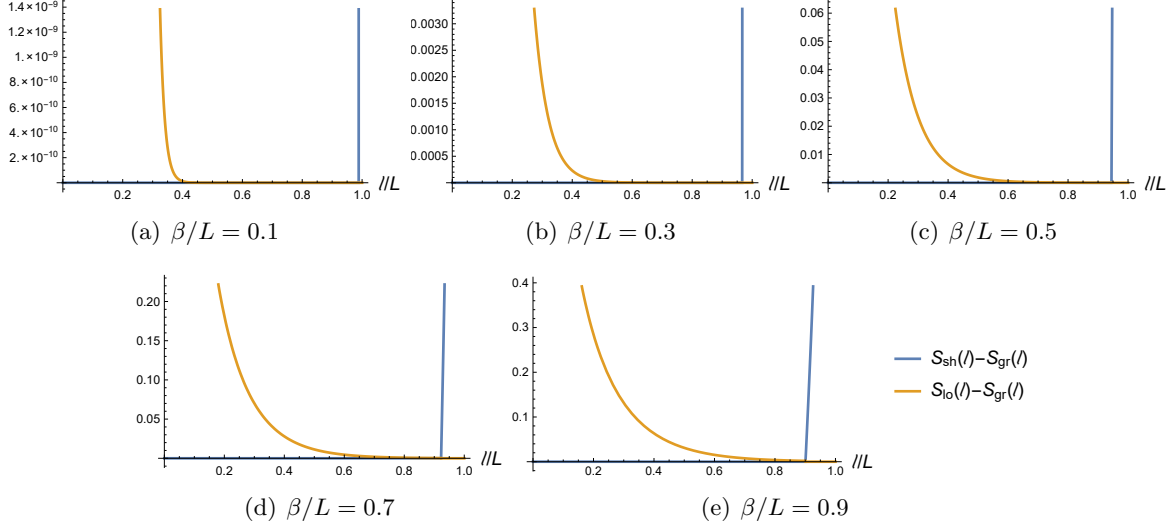 1.4×10⁻⁹
1.2×10⁻⁹
1.×10⁻⁹
8.×10⁻¹⁰
6.×10⁻¹⁰
4.×10⁻¹⁰
2.×10⁻¹⁰
0.2 0.4 0.6 0.8 1.0 l/L
(a) β/L = 0.1
0.0030
0.0025
0.0020
0.0015
0.0010
0.0005
0.2 0.4 0.6 0.8 1.0 l/L
(b) β/L = 0.3
0.06
0.05
0.04
0.03
0.02
0.01
0.2 0.4 0.6 0.8 1.0 l/L
(c) β/L = 0.5
0.20
0.15
0.10
0.05
0.2 0.4 0.6 0.8 1.0 l/L
(d) β/L = 0.7
0.4
0.3
0.2
0.1
0.2 0.4 0.6 0.8 1.0 l/L
(e) β/L = 0.9
S_sh(l)−S_gr(l)
S_lo(l)−S_gr(l)